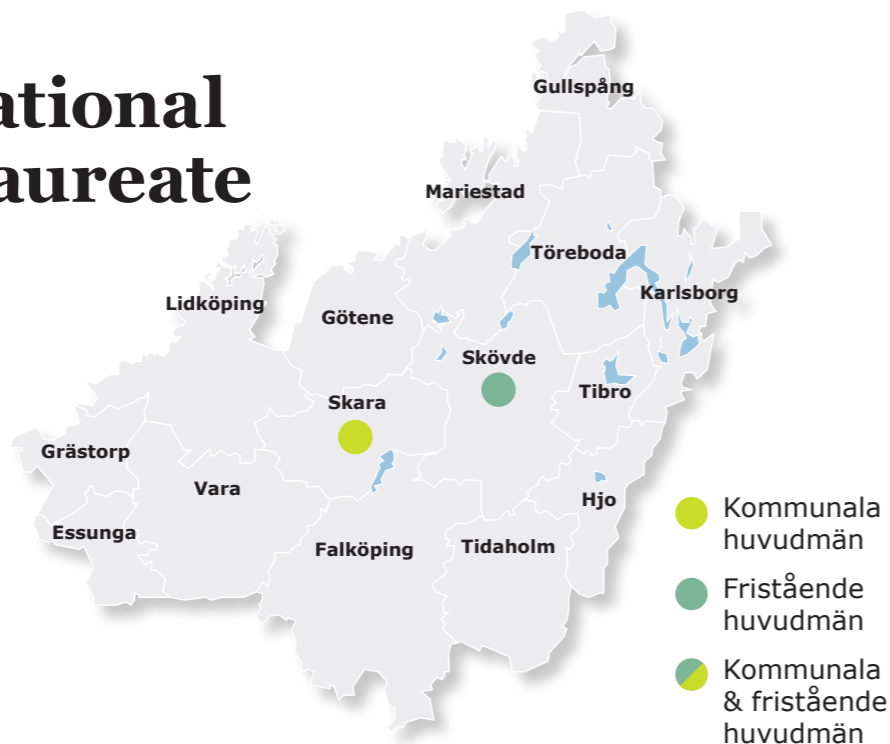 ational
aureate
Gullspång
Mariestad
Töreboda
Karlsborg
Lidköping
Götene
Skövde
Tibro
Skara
Grästorp
Vara
Hjo
Essunga
Falköping
Tidaholm
Kommunala
huvudmän
Fristående
huvudmän
Kommunala
& fristående
huvudmän